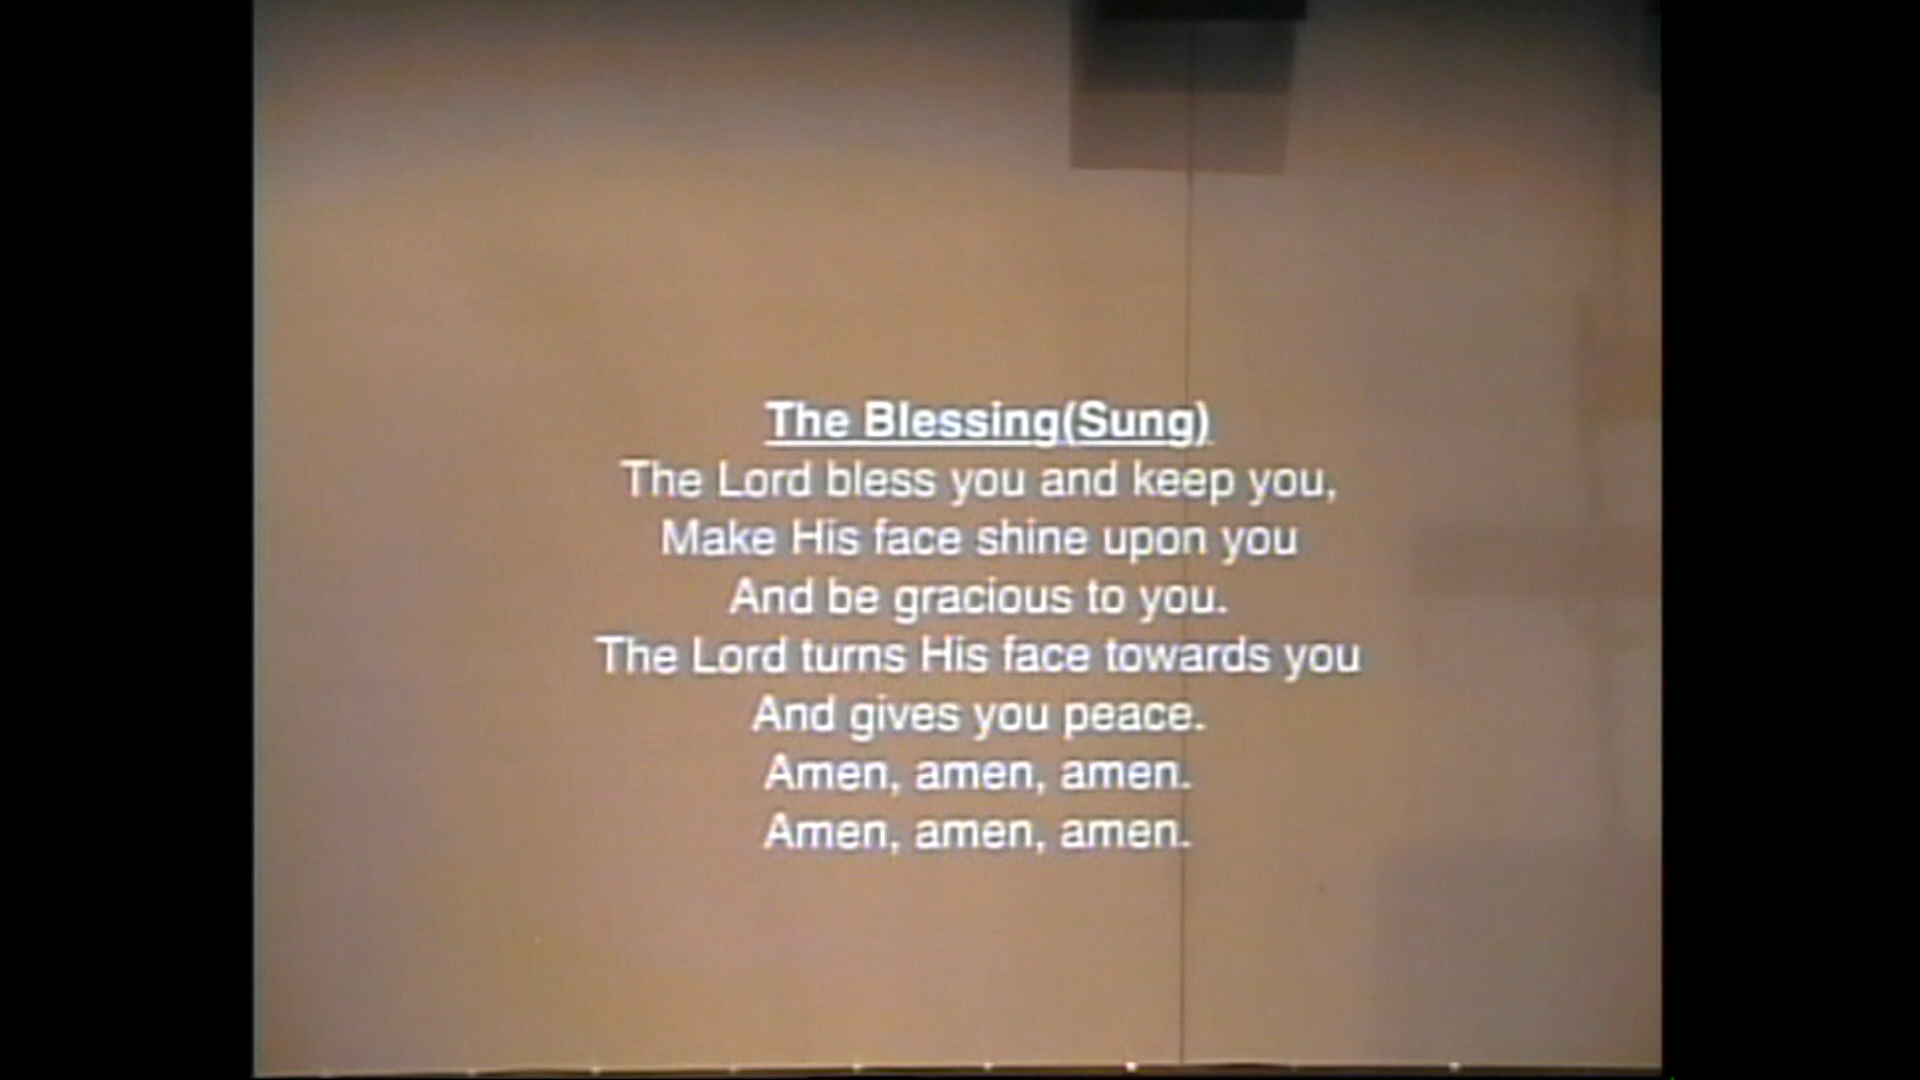 The Blessing(Sung)
The Lord bless you and keep you,
Make His face shine upon you
And be gracious to you.
The Lord turns His face towards you
And gives you peace.
Amen, amen, amen.
Amen, amen, amen.